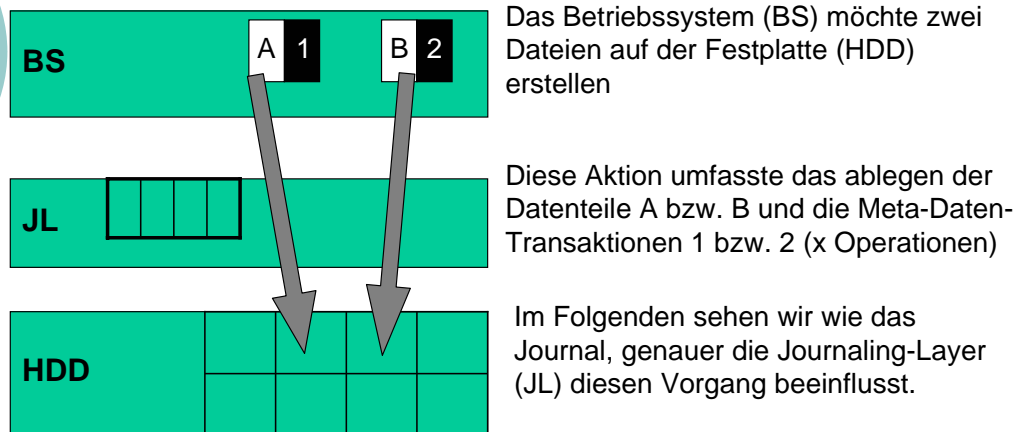 BS
A 1
B 2
Das Betriebssystem (BS) möchte zwei
Dateien auf der Festplatte (HDD)
erstellen
JL
Diese Aktion umfasste das ablegen der
Datenteile A bzw. B und die Meta-Daten-
Transaktionen 1 bzw. 2 (x Operationen)
HDD
Im Folgenden sehen wir wie das
Journal, genauer die Journaling-Layer
(JL) diesen Vorgang beeinflusst.